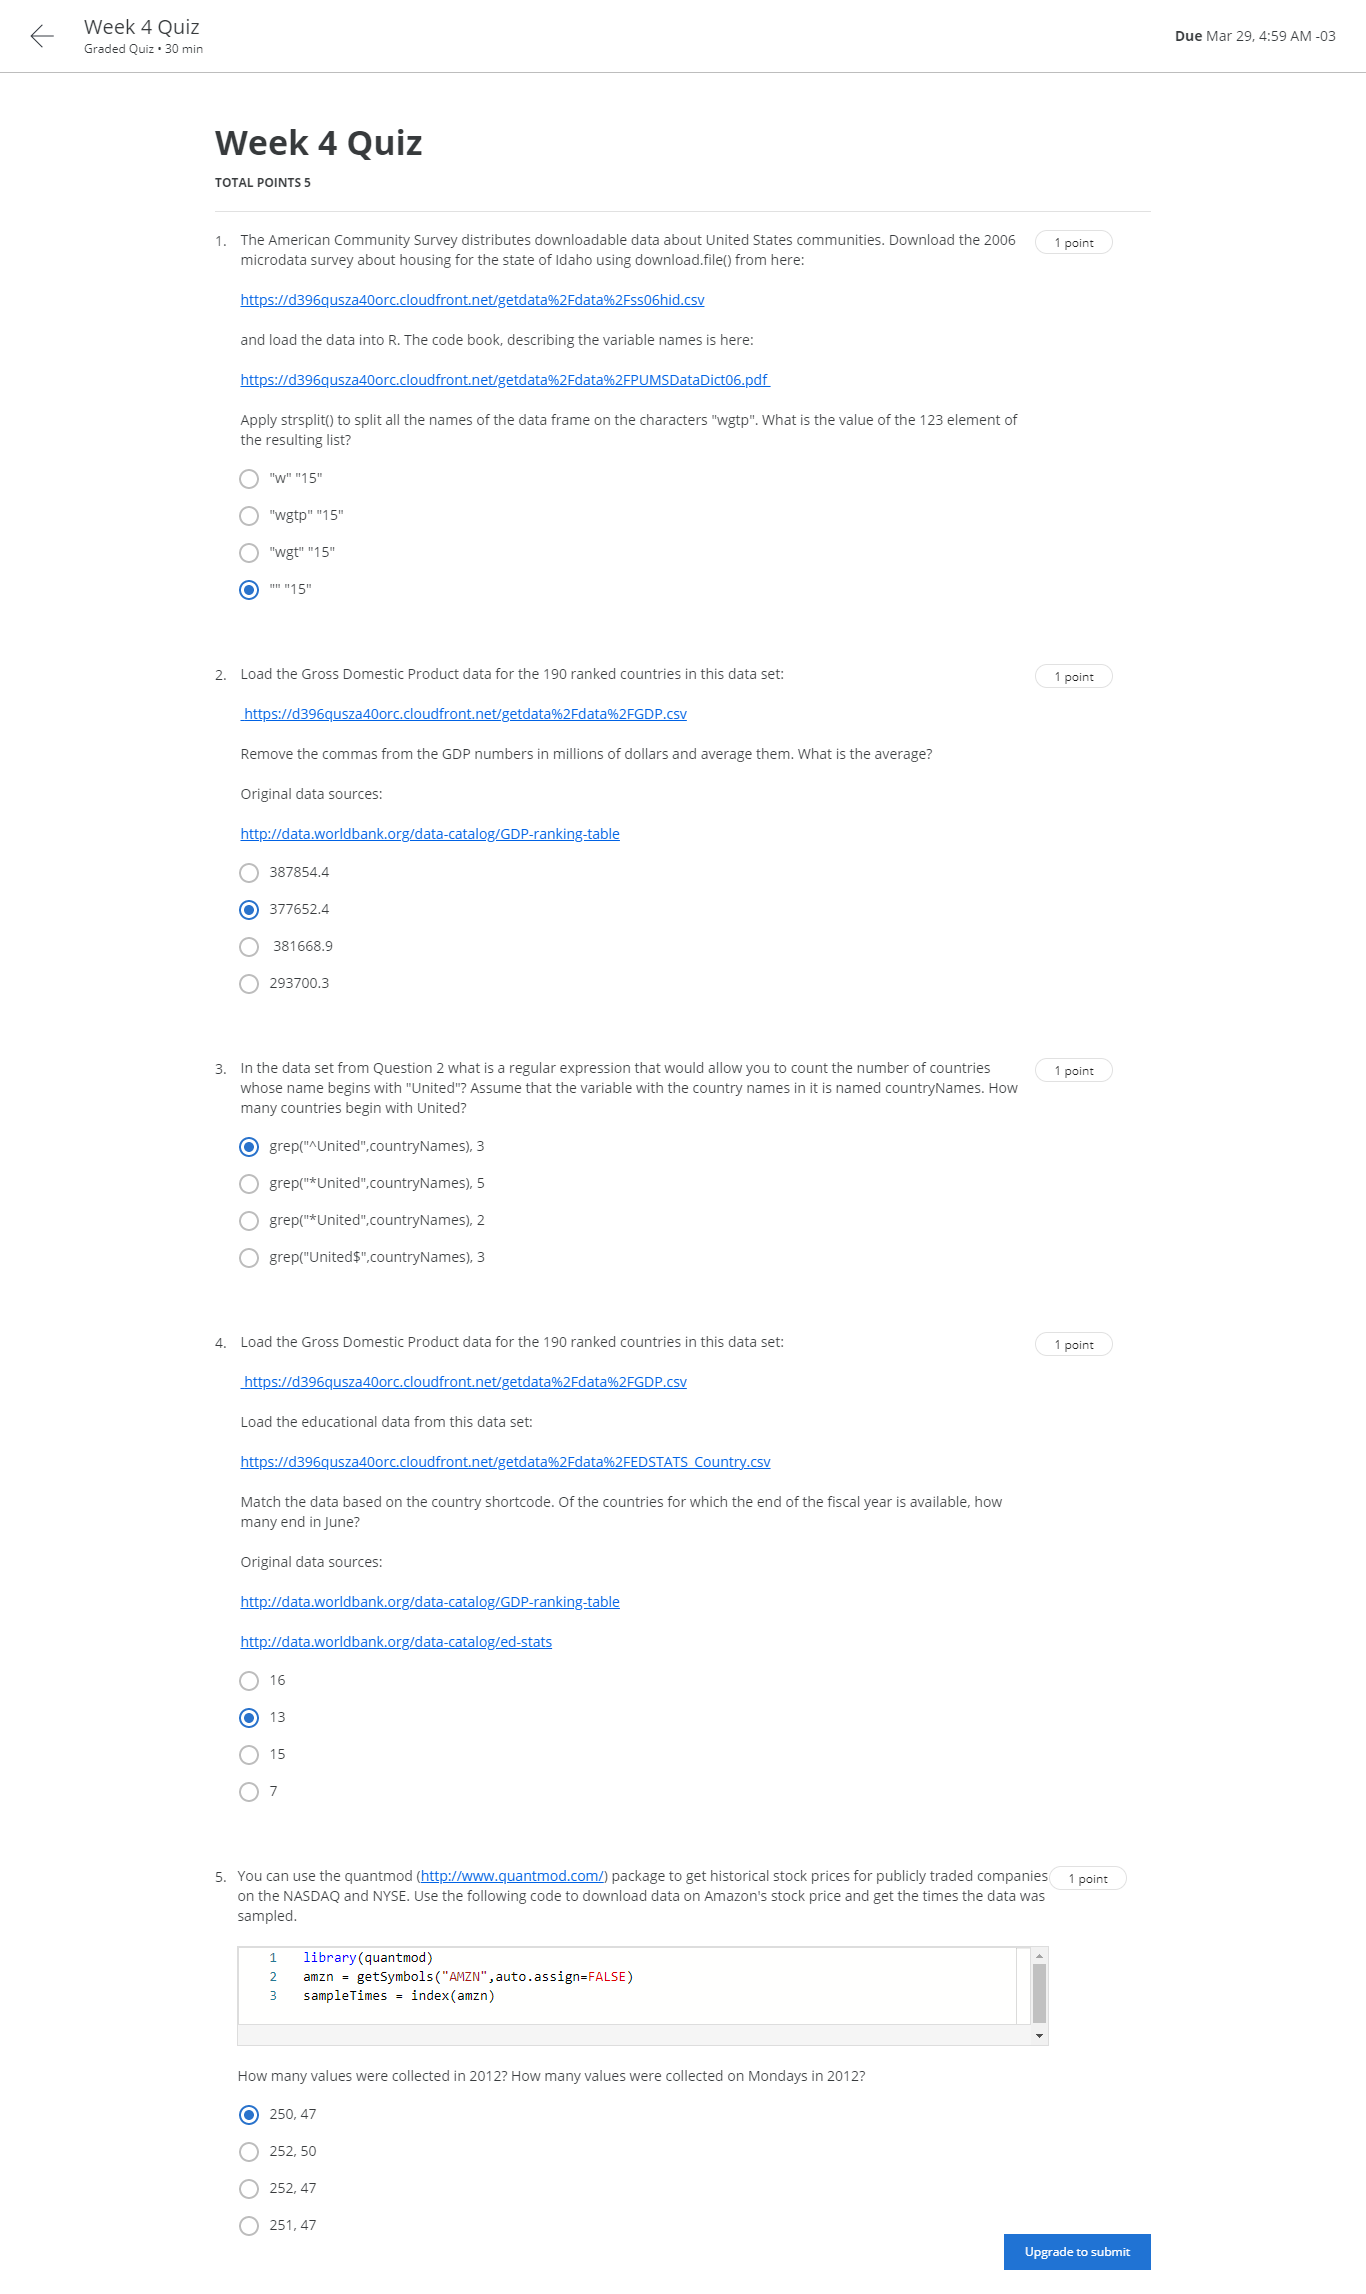 Week 4 Quiz
Graded Quiz • 30 min
Due Mar 29, 4:59 AM -03
Week 4 Quiz
TOTAL POINTS 5
1. The American Community Survey distributes downloadable data about United States communities. Download the 2006
1 point
microdata survey about housing for the state of Idaho using download.file() from here:
https://d396qusza40orc.cloudfront.net/getdata%2Fdata%2Fss06hid.csv
and load the data into R. The code book, describing the variable names is here:
https://d396qusza40orc.cloudfront.net/getdata%2Fdata%2FPUMSDataDict06.pdf
Apply strsplit() to split all the names of the data frame on the characters "wgtp". What is the value of the 123 element of
the resulting list?
"w" "15"
"wgtp" "15"
"wgt" "15"
"" "15"
2. Load the Gross Domestic Product data for the 190 ranked countries in this data set:
1 point
https://d396qusza40orc.cloudfront.net/getdata%2Fdata%2FGDP.csv
Remove the commas from the GDP numbers in millions of dollars and average them. What is the average?
Original data sources:
http://data.worldbank.org/data-catalog/GDP-ranking-table
387854.4
377652.4
381668.9
293700.3
3. In the data set from Question 2 what is a regular expression that would allow you to count the number of countries
1 point
whose name begins with "United"? Assume that the variable with the country names in it is named countryNames. How
many countries begin with United?
grep("^United",countryNames), 3
grep("*United",countryNames), 5
grep("*United",countryNames), 2
grep("United$",countryNames), 3
4. Load the Gross Domestic Product data for the 190 ranked countries in this data set:
1 point
https://d396qusza40orc.cloudfront.net/getdata%2Fdata%2FGDP.csv
Load the educational data from this data set:
https://d396qusza40orc.cloudfront.net/getdata%2Fdata%2FEDSTATS_Country.csv
Match the data based on the country shortcode. Of the countries for which the end of the fiscal year is available, how
many end in June?
Original data sources:
http://data.worldbank.org/data-catalog/GDP-ranking-table
http://data.worldbank.org/data-catalog/ed-stats
16
13
15
7
5. You can use the quantmod (http://www.quantmod.com/) package to get historical stock prices for publicly traded companies
1 point
on the NASDAQ and NYSE. Use the following code to download data on Amazon's stock price and get the times the data was
sampled.
1 library(quantmod)
2 amzn = getSymbols("AMZN",auto.assign=FALSE)
3 sampleTimes = index(amzn)
How many values were collected in 2012? How many values were collected on Mondays in 2012?
250, 47
252, 50
252, 47
251, 47
Upgrade to submit